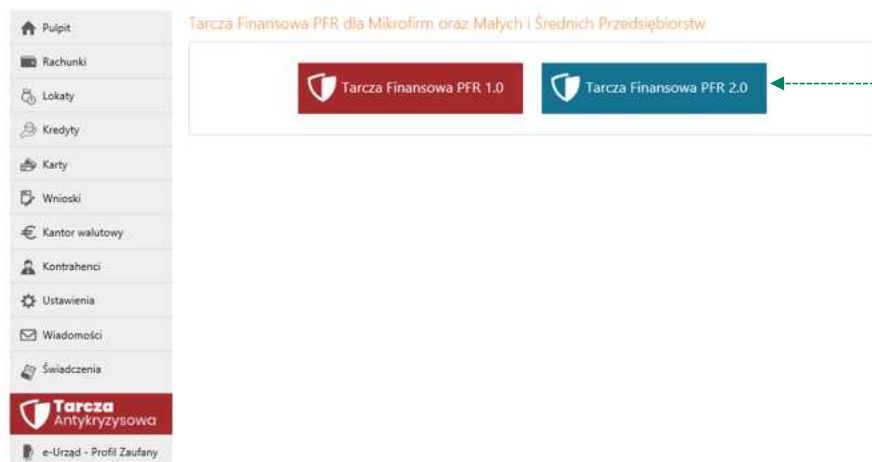 Pulpit
Rachunki
Lokaty
Kredyty
Karty
Wnioski
Kantor walutowy
Kontrahenci
Ustawienia
Wiadomości
Świadczenia
Tarcza
Antykryzysowa
e-Urząd - Profil Zaufany
Tarcza Finansowa PFR dla Mikrofirm oraz Małych i Średnich Przedsiębiorstw
Tarcza Finansowa PFR 1.0
Tarcza Finansowa PFR 2.0